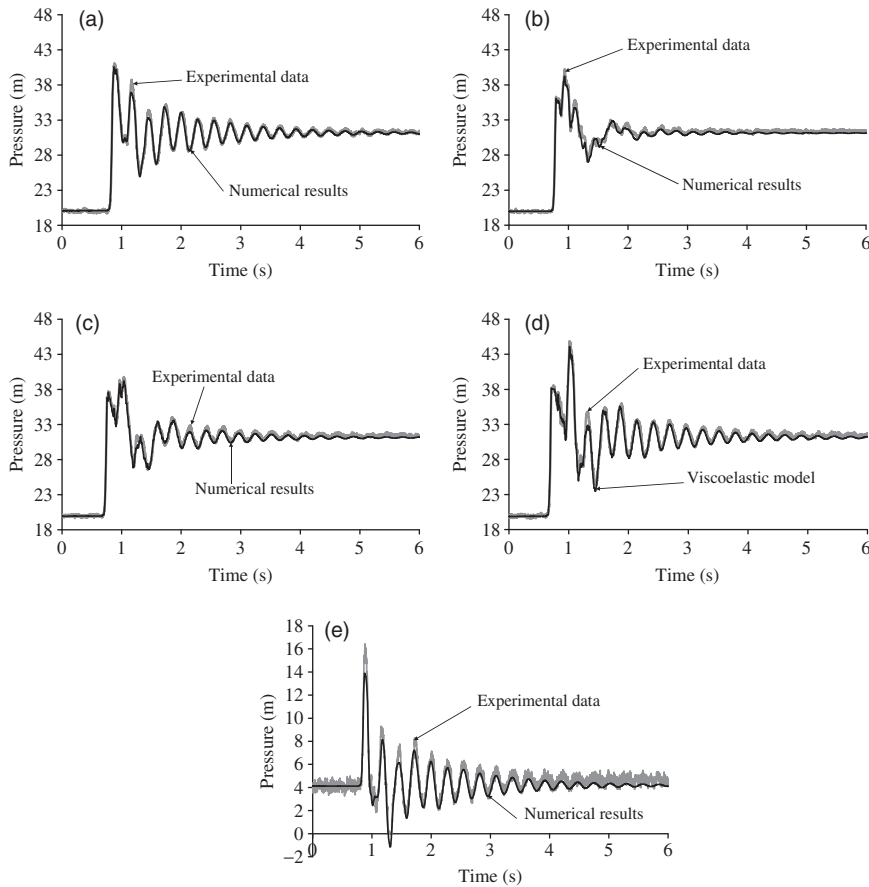 (a)
48
43
38
33
28
23
18
Pressure (m)
Experimental data
Numerical results
0 1 2 3 4 5 6
Time (s)
(b)
48
43
38
33
28
23
18
Pressure (m)
Experimental data
Numerical results
0 1 2 3 4 5 6
Time (s)
(c)
48
43
38
33
28
23
18
Pressure (m)
Experimental data
Numerical results
0 1 2 3 4 5 6
Time (s)
(d)
48
43
38
33
28
23
18
Pressure (m)
Experimental data
Viscoelastic model
0 1 2 3 4 5 6
Time (s)
(e)
18
16
14
12
10
8
6
4
2
0
−2
Pressure (m)
Experimental data
Numerical results
0 1 2 3 4 5 6
Time (s)